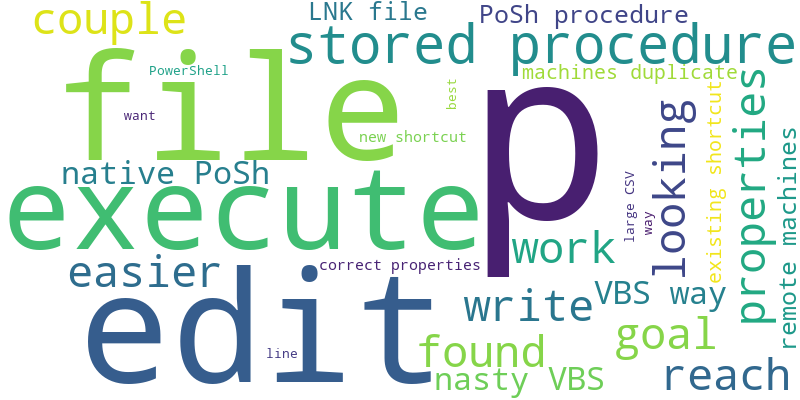 couple
LNK file
PoSh procedure
stored procedure
file
PowerShell
machines duplicate
want
best
new shortcut
p
native PoSh
execute
looking
properties
existing shortcut
remote machines
large CSV
way
work
easier
correct properties
edit
write
VBS way
line
found
goal
nasty VBS
reach